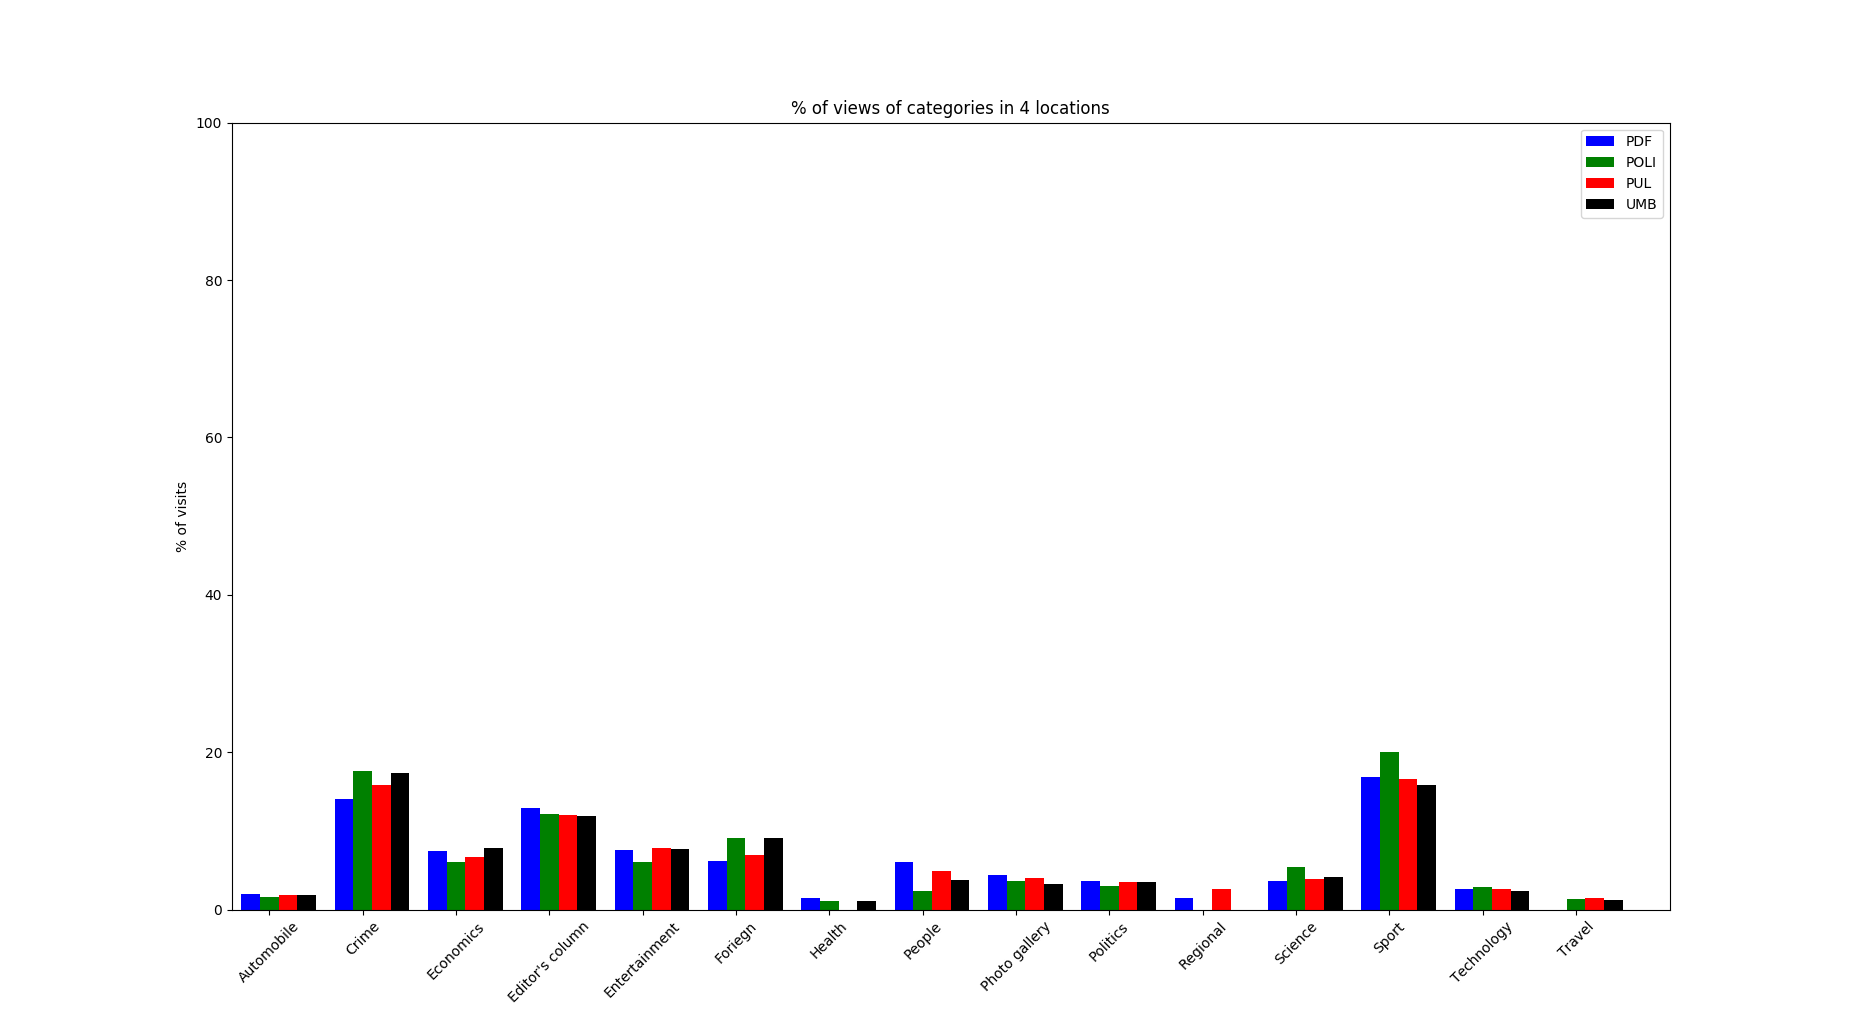 % of views of categories in 4 locations
100
80
60
40
20
0
% of visits
PDF
POLI
PUL
UMB
Automobile
Crime
Economics
Editor's column
Entertainment
Foriegn
Health
People
Photo gallery
Politics
Regional
Science
Sport
Technology
Travel